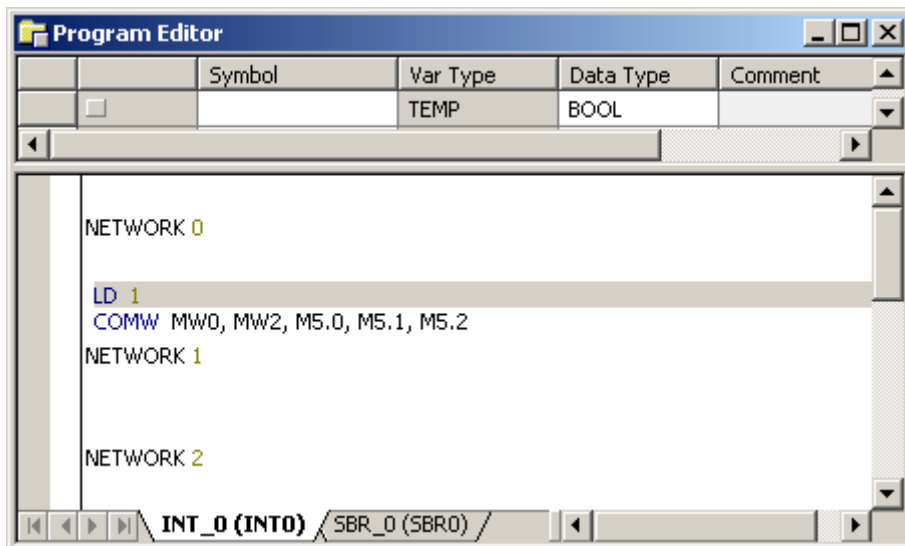 Program Editor
Symbol Var Type Data Type Comment
TEMP BOOL
NETWORK 0
LD 1
COMW MW0, MW2, M5.0, M5.1, M5.2
NETWORK 1
NETWORK 2
INT_0 (INT0) SBR_0 (SBR0)